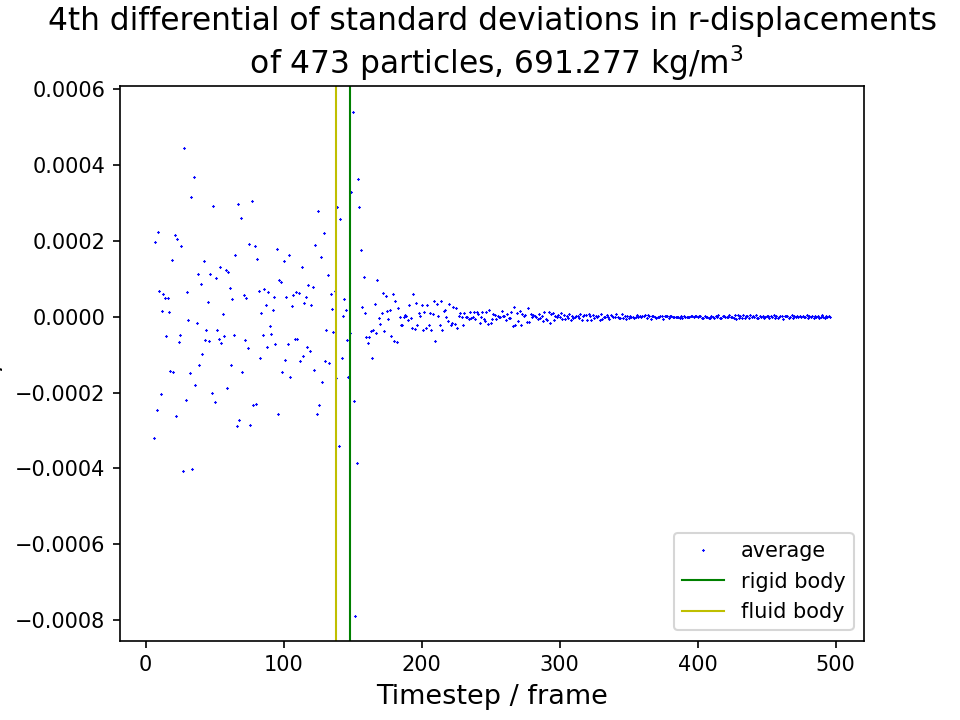 4th differential of standard deviations in r-displacements
of 473 particles, 691.277 kg/m³
0.0006
0.0004
0.0002
0.0000
−0.0002
−0.0004
−0.0006
−0.0008
average
rigid body
fluid body
0 100 200 300 400 500
Timestep / frame